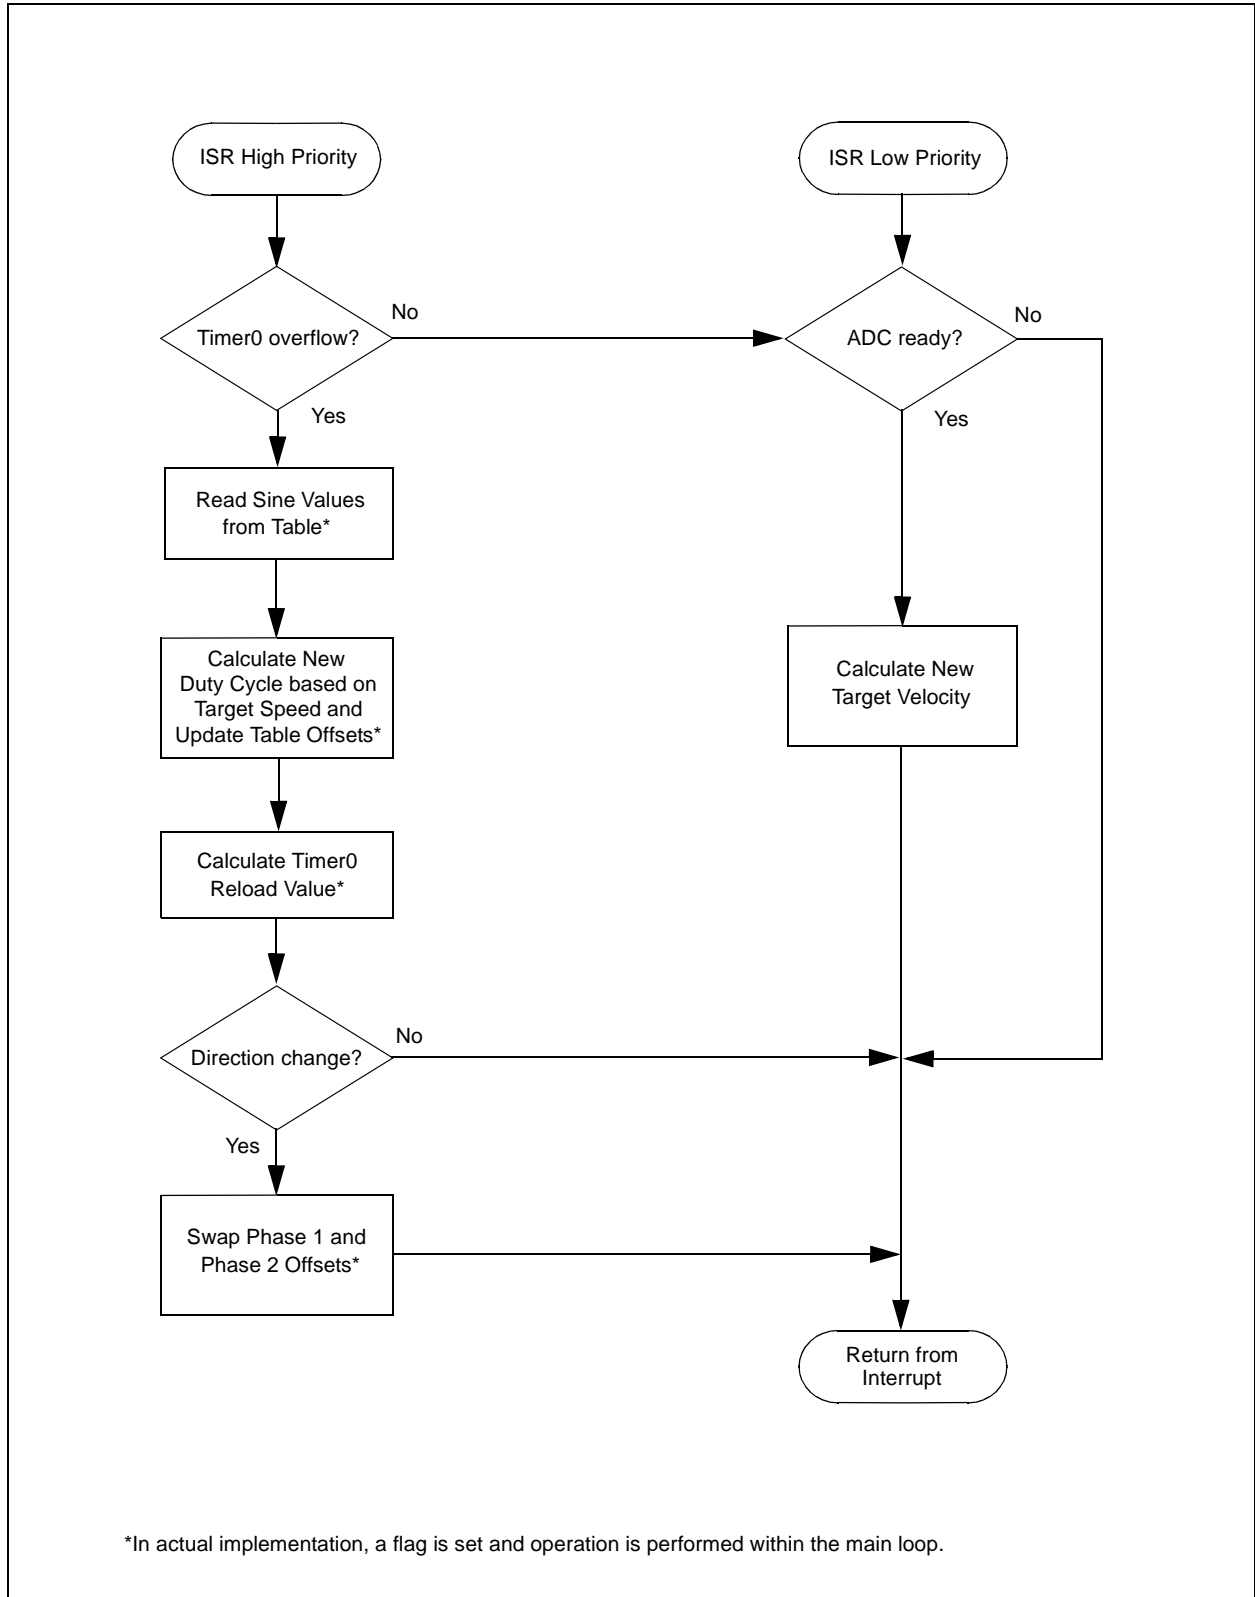 ISR High Priority
ISR Low Priority
Timer0 overflow?
No
ADC ready?
No
Yes
Yes
Read Sine Values
from Table*
Calculate New
Duty Cycle based on
Target Speed and
Update Table Offsets*
Calculate New
Target Velocity
Calculate Timer0
Reload Value*
Direction change?
No
Yes
Swap Phase 1 and
Phase 2 Offsets*
Return from
Interrupt
*In actual implementation, a flag is set and operation is performed within the main loop.